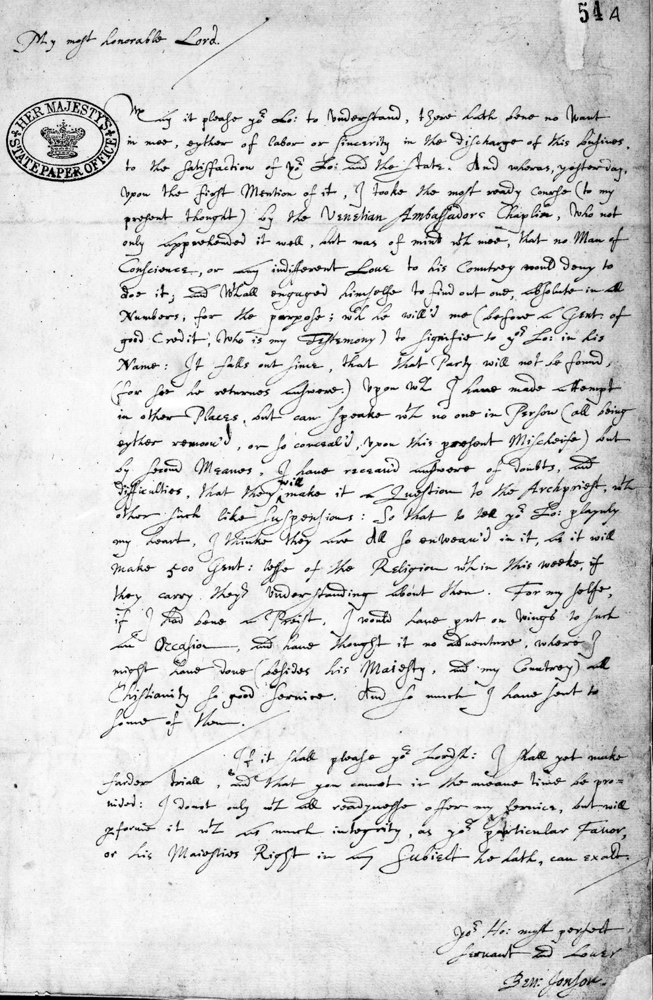 54 A
My most honorable Lord.
HER MAJESTY'S
STATE PAPER OFFICE
May it please yor Lo: to vnderstand, there hath bene no want
in mee, eyther of labor or sincerity in the discharge of this busines,
to the satisfaction of yor Lo: and the state. And wheras, yesterday,
vpon the first Mention of it, I tooke the most ready Course (to my
present thought) by the Venetian Ambassadors Chaplin, who not
only apprehended it well, but was of mind wth mee, that no Man of
Conscience, or any indifferent Loue to his Countrey would deny to
doe it; and whall engaged himselfe to find out one, absolute in all
Numbers, for the purpose; wch he will'd me (before a Gent: of
good Credit, who is my Testemony) to signifie to yor Lo: in his
Name: It falls out since, that that Party will not be found,
(for soe he returnes answere.) vpon wch I haue made attempt
in other Places, but can speake wth no one in Person (all being
eyther remou'd, or so conceal'd, vpon this present Mischeife) but
by second Meanes, I haue receau'd answere of doubts, and
difficulties, that they will make it a Question to the Archpriest, wth
other such like suspensions: So that to tell yor Lo: playnly
my heart, I thinke they are All so enweau'd in it, as it will
make 500 Gent: lesse of the Religion wthin this weeke, if
they carry theyr vnderstanding about them. For my selfe,
if I had bene a Preist, I would haue put on wings to such
an Occasion, and haue thought it no aduenture, where I
might haue done (besides his Maiesty, and my Countrey) all
Christianity so good seruice. And so much I haue sent to
some of them.
If it shall please yor Lordsh: I shall yet make
farder triall, and that you cannot in the meane time be pro=
uided: I do not only wth all readynesse offer my seruice, but will
pforme it wth as much integrity, as yor particular Fauor,
or his Maiesties Right in any Subiect he hath, can exact.
Yor Ho: most perfect
seruant and Louer
Ben: Jonson.